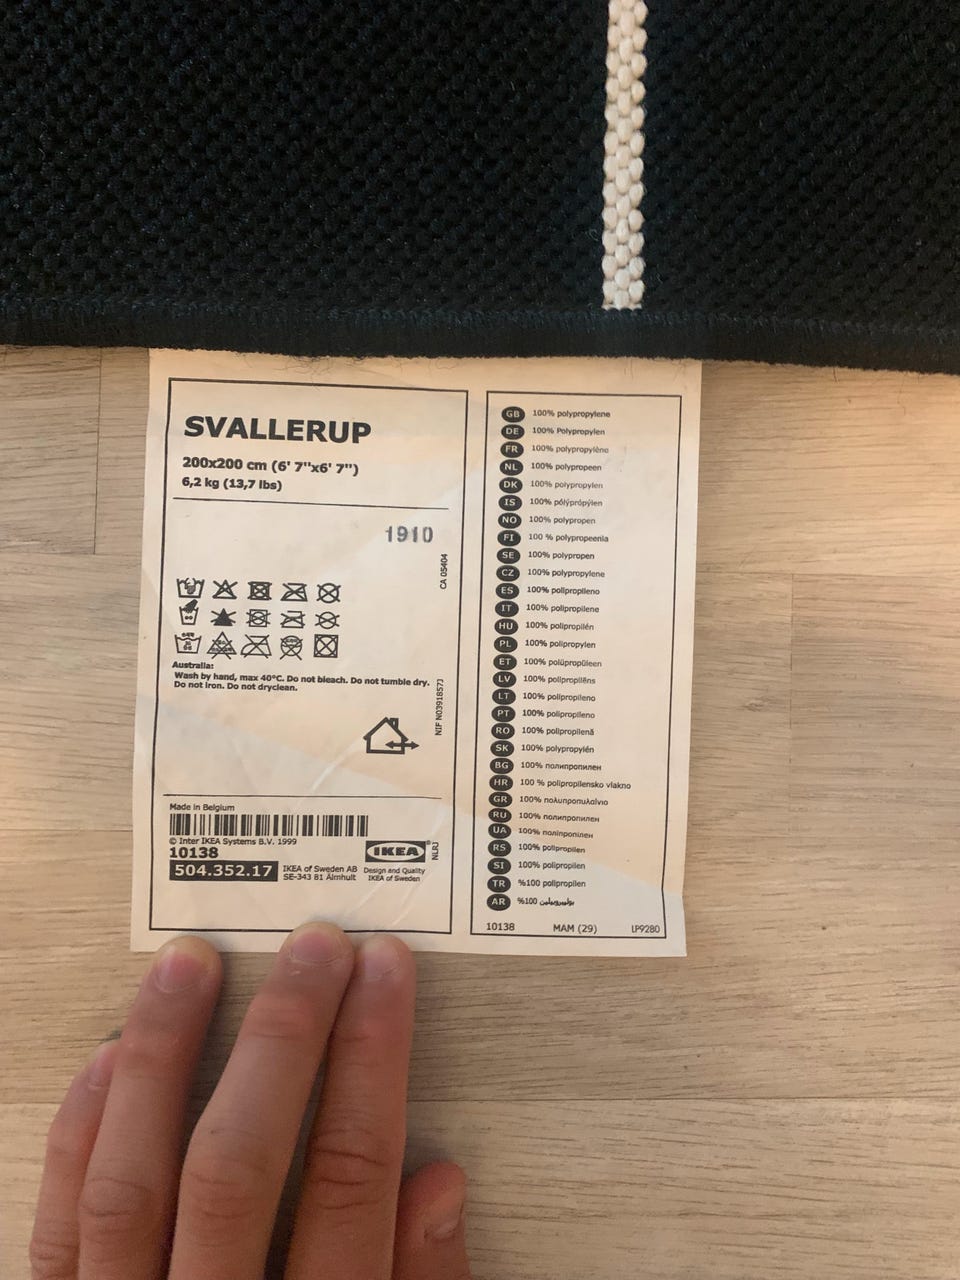 SVALLERUP
200x200 cm (6' 7''x6' 7'')
6,2 kg (13,7 lbs)
1910
CA 05404
Australia:
Wash by hand, max 40°C. Do not bleach. Do not tumble dry.
Do not iron. Do not dryclean.
NIF N0391857J
Made in Belgium
© Inter IKEA Systems B.V. 1999
10138
504.352.17
IKEA of Sweden AB
SE-343 81 Älmhult
IKEA®
Design and Quality
IKEA of Sweden
NLRJ
GB 100% polypropylene
DE 100% Polypropylen
FR 100% polypropylène
NL 100% polypropeen
DK 100% polypropylen
IS 100% pólýprópýlen
NO 100% polypropen
FI 100 % polypropeenia
SE 100% polypropen
CZ 100% polypropylene
ES 100% polipropileno
IT 100% polipropilene
HU 100% polipropilén
PL 100% polipropylen
ET 100% polüpropüleen
LV 100% polipropilēns
LT 100% polipropileno
PT 100% polipropileno
RO 100% polipropilenă
SK 100% polypropylén
BG 100% полипропилен
HR 100 % polipropilensko vlakno
GR 100% πολυπροπυλαίνιο
RU 100% полипропилен
UA 100% поліпропілен
RS 100% polipropilen
SI 100% polipropilen
TR %100 polipropilen
AR %100
10138 MAM (29) LP9280